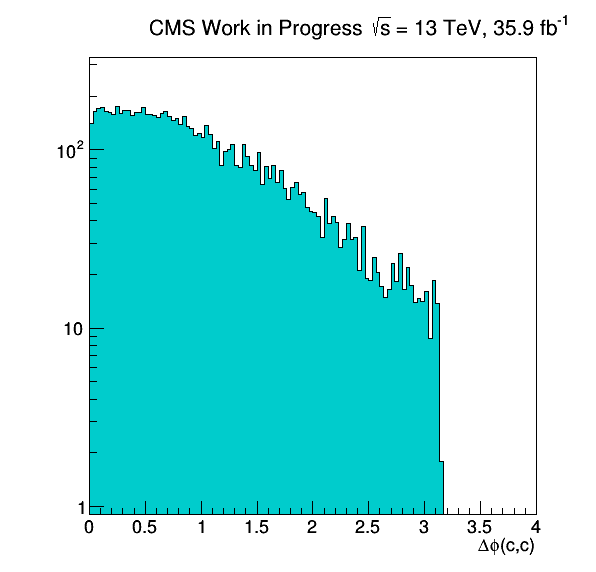 CMS Work in Progress √s = 13 TeV, 35.9 fb⁻¹
10²
10
1
0 0.5 1 1.5 2 2.5 3 3.5 4
Δϕ(c,c)